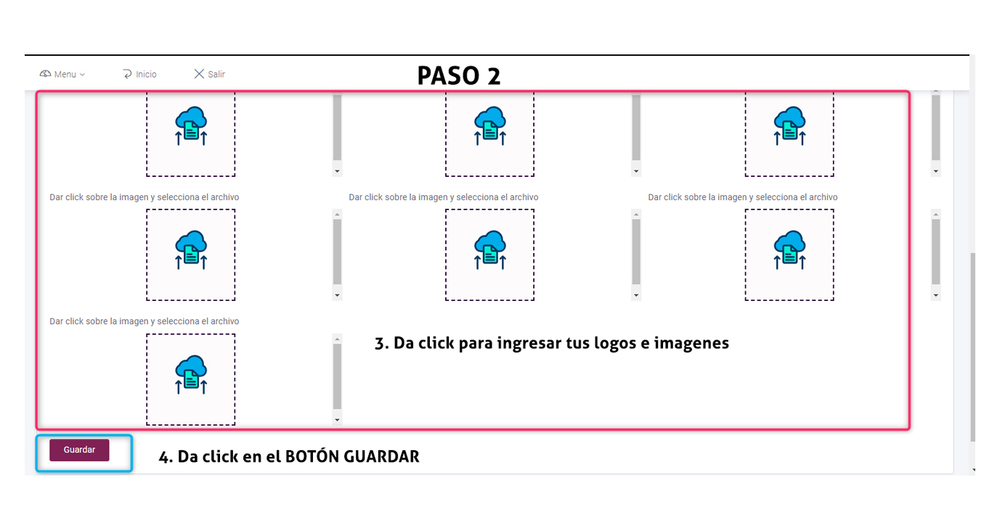 Menu
Inicio
Salir
PASO 2
Dar click sobre la imagen y selecciona el archivo
Dar click sobre la imagen y selecciona el archivo
Dar click sobre la imagen y selecciona el archivo
Dar click sobre la imagen y selecciona el archivo
3. Da click para ingresar tus logos e imagenes
Guardar
4. Da click en el BOTÓN GUARDAR